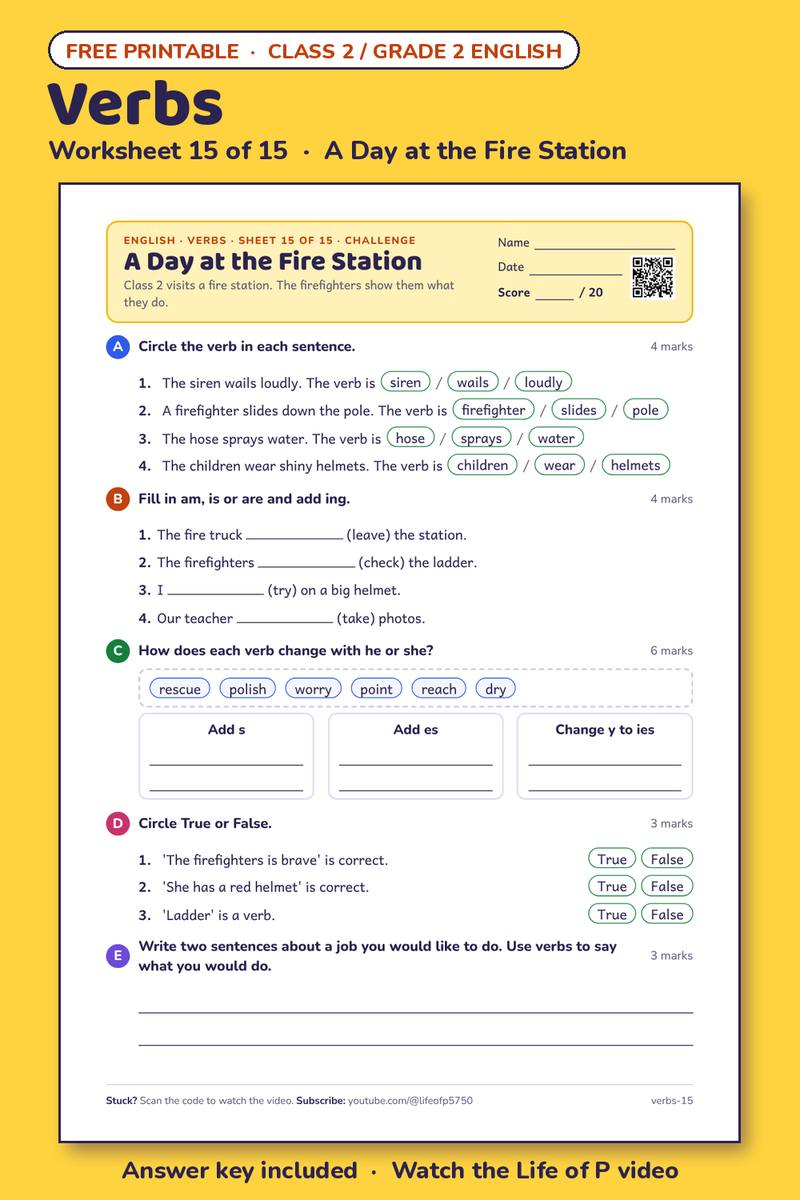 FREE PRINTABLE · CLASS 2 / GRADE 2 ENGLISH
Verbs
Worksheet 15 of 15 · A Day at the Fire Station
ENGLISH · VERBS · SHEET 15 OF 15 · CHALLENGE
A Day at the Fire Station
Class 2 visits a fire station. The firefighters show them what
they do.
Name ______
Date ______
Score ______ / 20
A Circle the verb in each sentence. 4 marks
1. The siren wails loudly. The verb is siren / wails / loudly
2. A firefighter slides down the pole. The verb is firefighter / slides / pole
3. The hose sprays water. The verb is hose / sprays / water
4. The children wear shiny helmets. The verb is children / wear / helmets
B Fill in am, is or are and add ing. 4 marks
1. The fire truck ______ (leave) the station.
2. The firefighters ______ (check) the ladder.
3. I ______ (try) on a big helmet.
4. Our teacher ______ (take) photos.
C How does each verb change with he or she? 6 marks
rescue polish worry point reach dry
Add s Add es Change y to ies
D Circle True or False. 3 marks
1. 'The firefighters is brave' is correct. True False
2. 'She has a red helmet' is correct. True False
3. 'Ladder' is a verb. True False
E Write two sentences about a job you would like to do. Use verbs to say
what you would do. 3 marks
Stuck? Scan the code to watch the video. Subscribe: youtube.com/@lifeofp5750 verbs-15
Answer key included · Watch the Life of P video